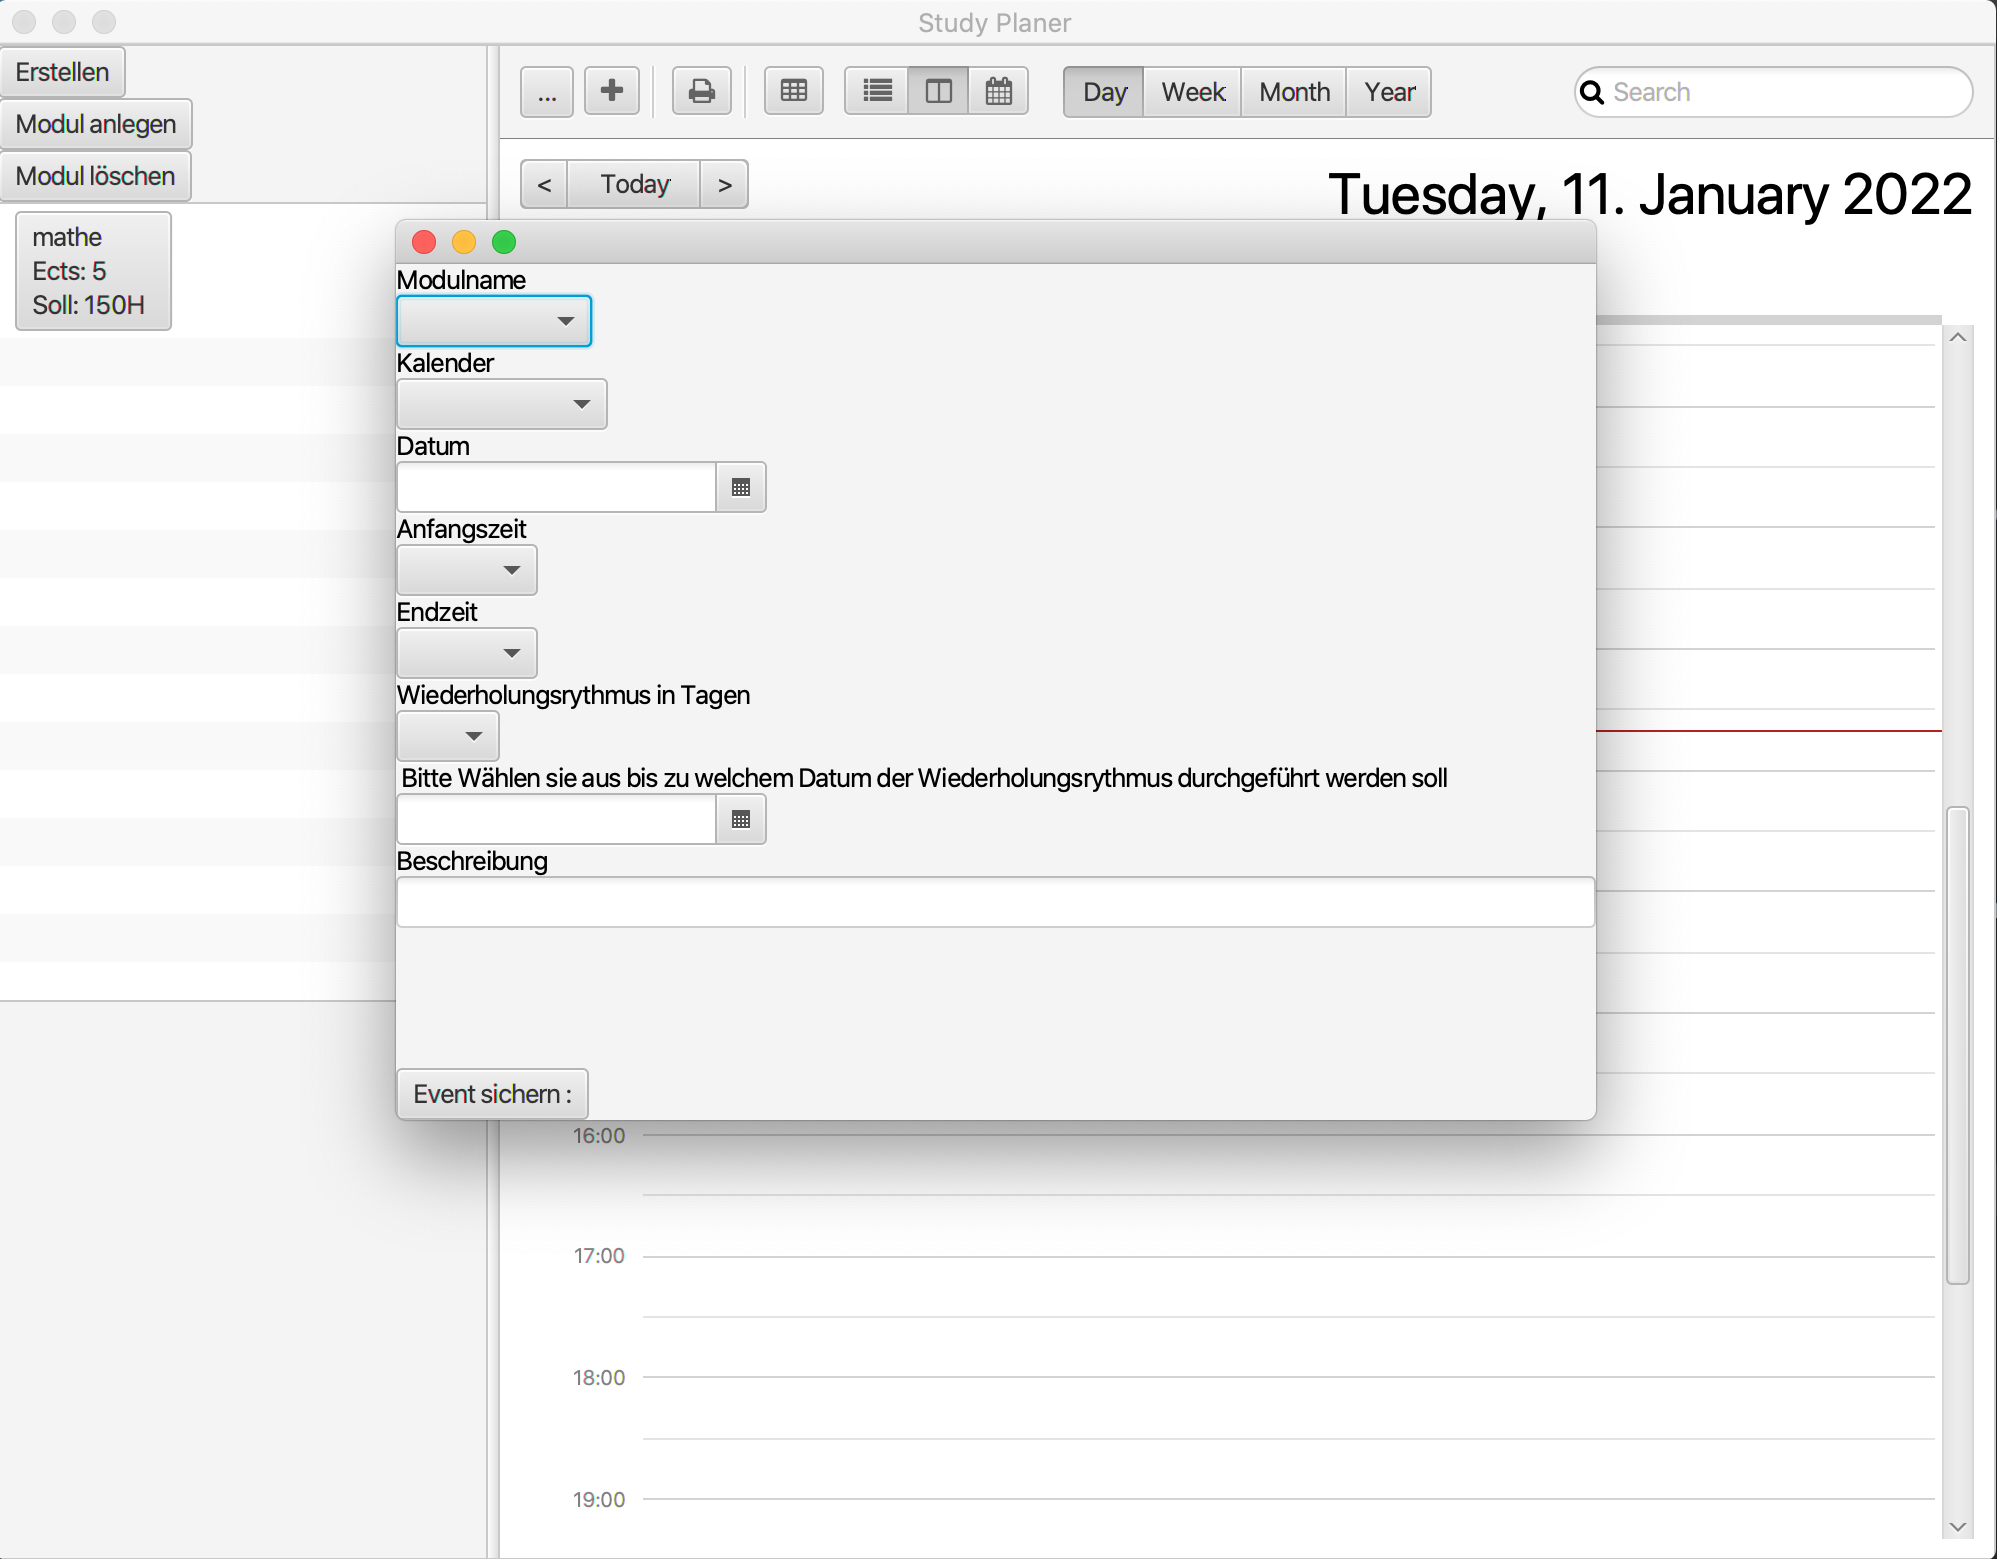 Study Planer
Erstellen
Modul anlegen
Modul löschen
mathe
Ects: 5
Soll: 150H
...
Day Week Month Year
Search
< Today >
Tuesday, 11. January 2022
Modulname
Kalender
Datum
Anfangszeit
Endzeit
Wiederholungsrythmus in Tagen
Bitte Wählen sie aus bis zu welchem Datum der Wiederholungsrythmus durchgeführt werden soll
Beschreibung
Event sichern :
16:00
17:00
18:00
19:00